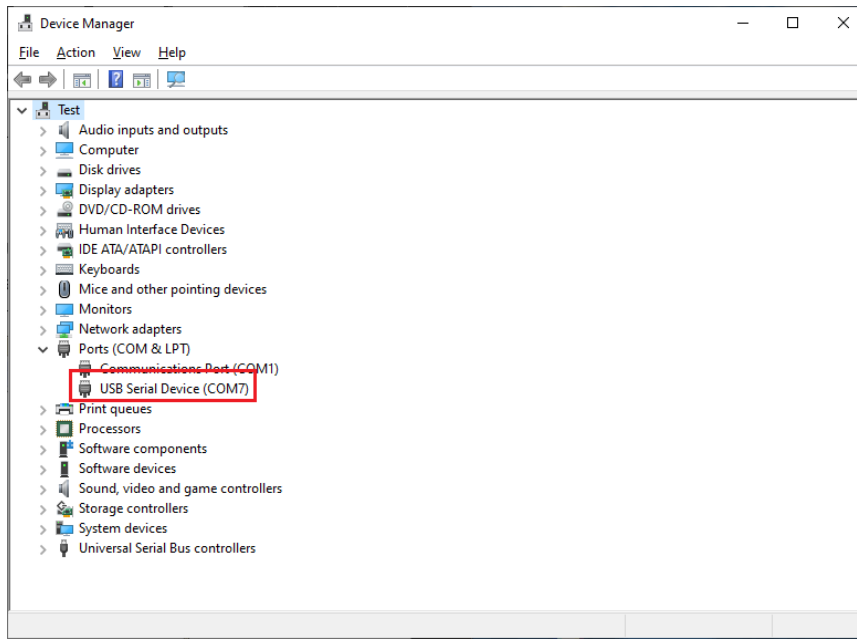 Device Manager
File Action View Help
Test
Audio inputs and outputs
Computer
Disk drives
Display adapters
DVD/CD-ROM drives
Human Interface Devices
IDE ATA/ATAPI controllers
Keyboards
Mice and other pointing devices
Monitors
Network adapters
Ports (COM & LPT)
Communications Port (COM1)
USB Serial Device (COM7)
Print queues
Processors
Software components
Software devices
Sound, video and game controllers
Storage controllers
System devices
Universal Serial Bus controllers